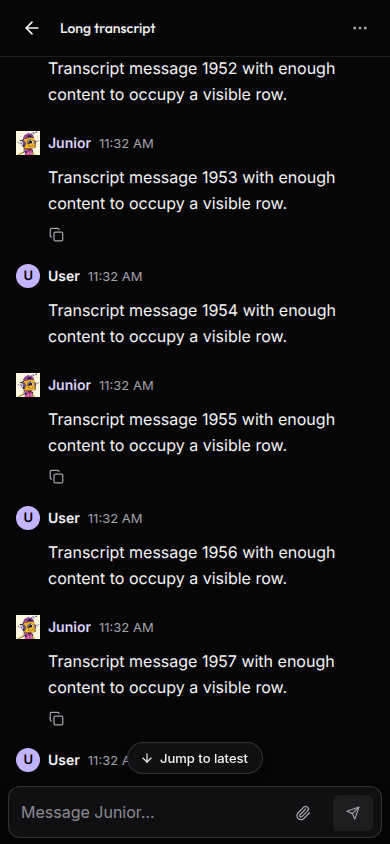 Long transcript
Transcript message 1952 with enough
content to occupy a visible row.
Junior 11:32 AM
Transcript message 1953 with enough
content to occupy a visible row.
U User 11:32 AM
Transcript message 1954 with enough
content to occupy a visible row.
Junior 11:32 AM
Transcript message 1955 with enough
content to occupy a visible row.
U User 11:32 AM
Transcript message 1956 with enough
content to occupy a visible row.
Junior 11:32 AM
Transcript message 1957 with enough
content to occupy a visible row.
U User 11:32
Jump to latest
Message Junior...